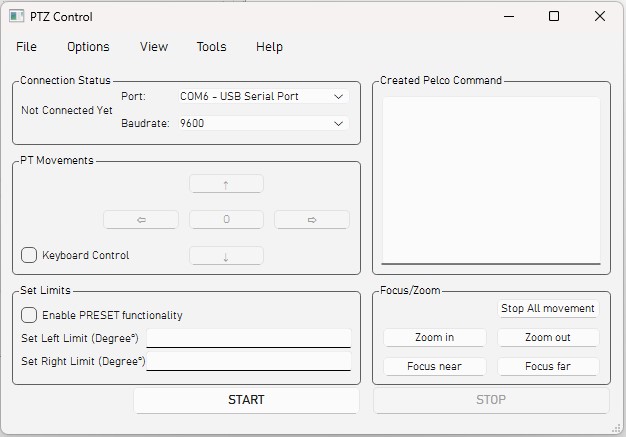 PTZ Control
File Options View Tools Help
Connection Status
Not Connected Yet
Port: COM6 - USB Serial Port
Baudrate: 9600
Created Pelco Command
PT Movements
↑
⇦ 0 ⇨
↓
Keyboard Control
Set Limits
Enable PRESET functionality
Set Left Limit (Degree°)
Set Right Limit (Degree°)
Focus/Zoom
Stop All movement
Zoom in Zoom out
Focus near Focus far
START STOP